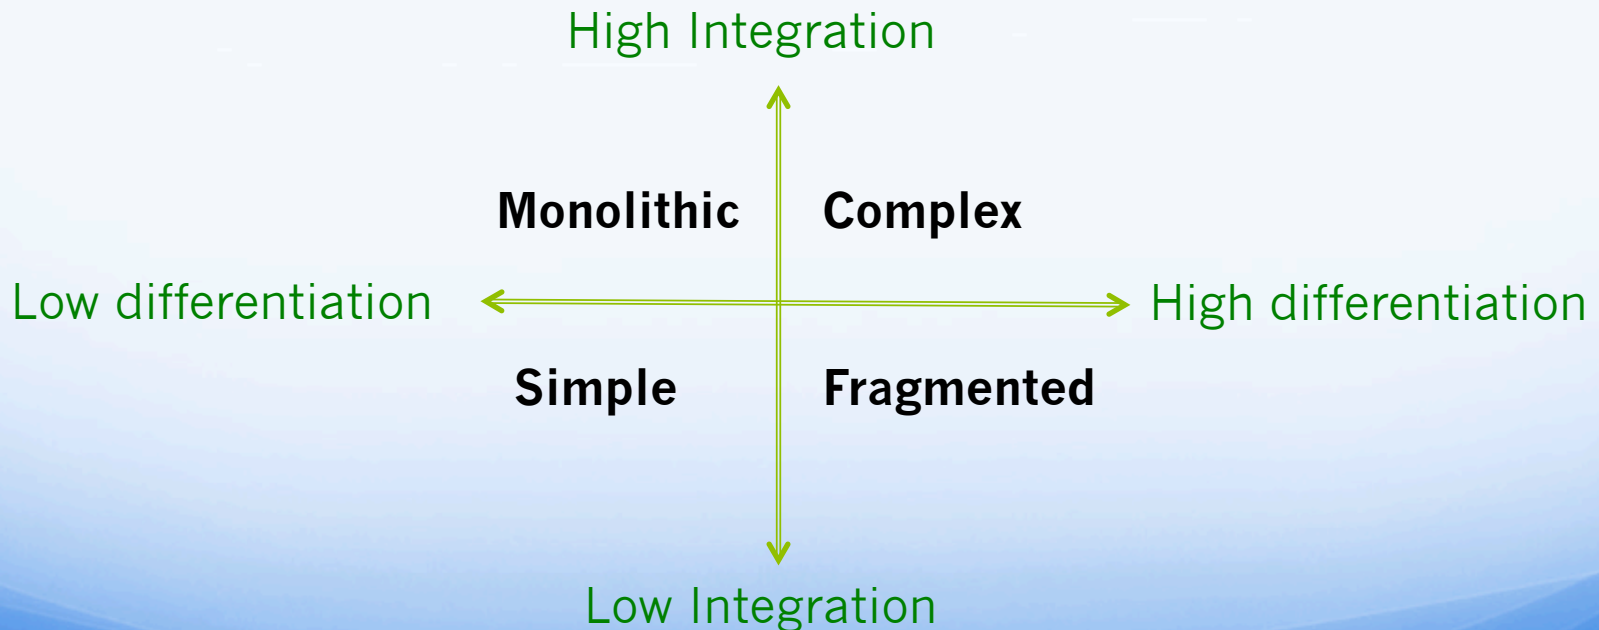 High Integration
Monolithic
Complex
Low differentiation
High differentiation
Simple
Fragmented
Low Integration